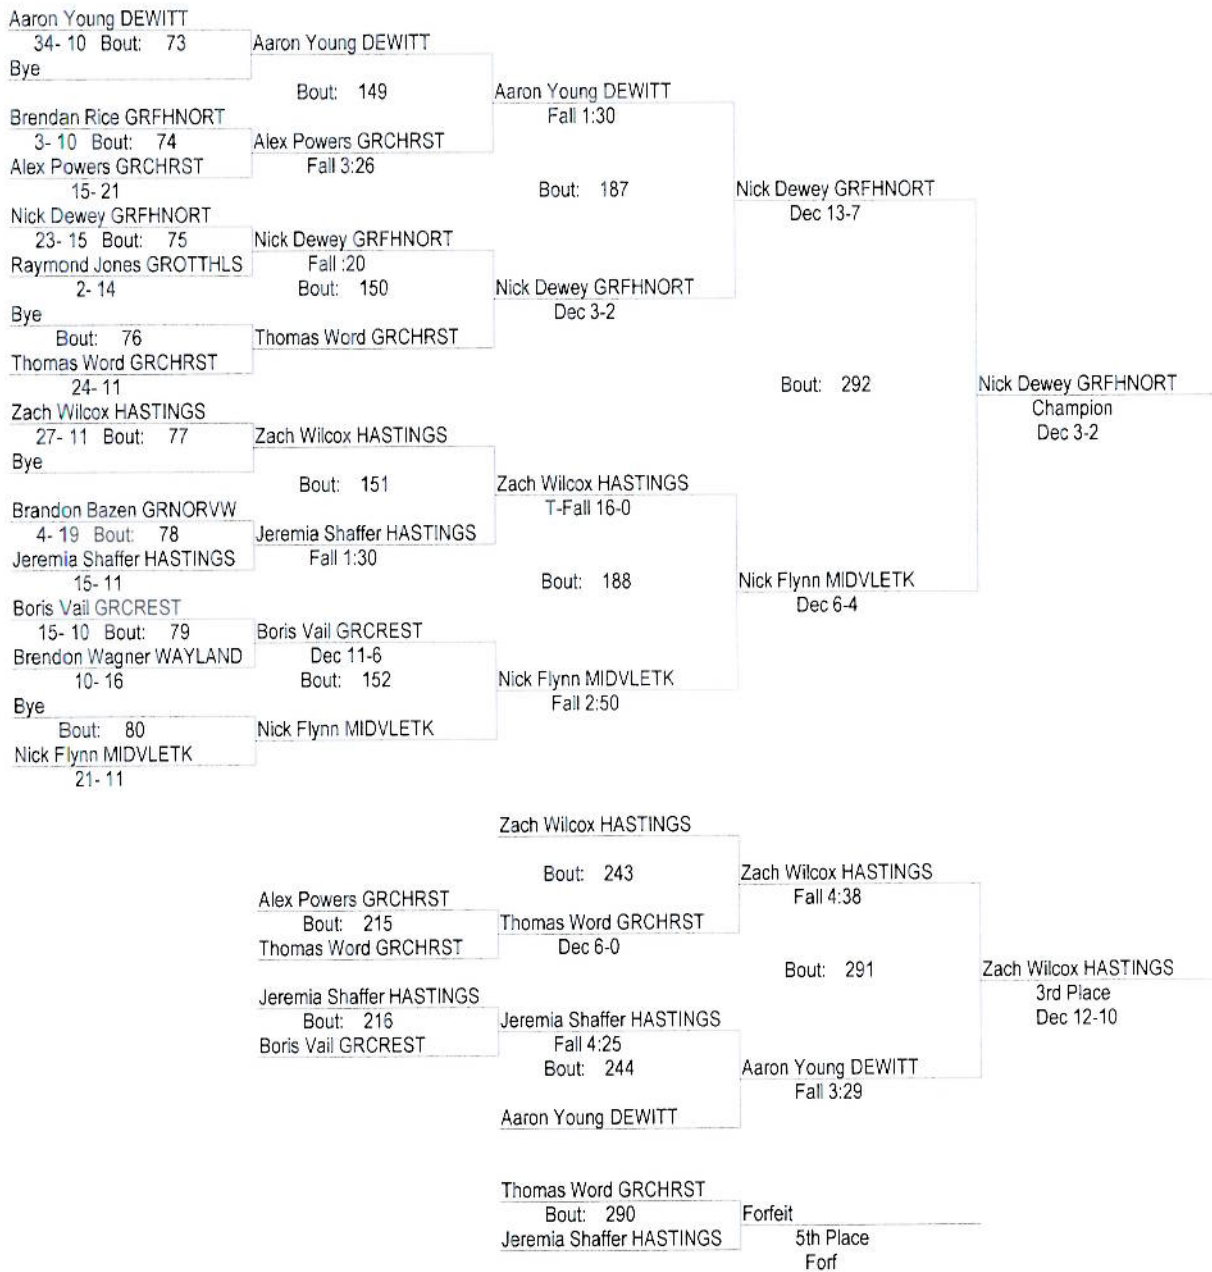 Aaron Young DEWITT
34- 10 Bout: 73
Bye
Brendan Rice GRFHNORT
3- 10 Bout: 74
Alex Powers GRCHRST
15- 21
Nick Dewey GRFHNORT
23- 15 Bout: 75
Raymond Jones GROTTHLS
2- 14
Bye
Bout: 76
Thomas Word GRCHRST
24- 11
Zach Wilcox HASTINGS
27- 11 Bout: 77
Bye
Brandon Bazen GRNORVW
4- 19 Bout: 78
Jeremia Shaffer HASTINGS
15- 11
Boris Vail GRCREST
15- 10 Bout: 79
Brendon Wagner WAYLAND
10- 16
Bye
Bout: 80
Nick Flynn MIDVLETK
21- 11
Aaron Young DEWITT
Bout: 149
Alex Powers GRCHRST
Fall 3:26
Nick Dewey GRFHNORT
Fall :20
Bout: 150
Thomas Word GRCHRST
Zach Wilcox HASTINGS
Bout: 151
Jeremia Shaffer HASTINGS
Fall 1:30
Boris Vail GRCREST
Dec 11-6
Bout: 152
Nick Flynn MIDVLETK
Aaron Young DEWITT
Fall 1:30
Bout: 187
Nick Dewey GRFHNORT
Dec 3-2
Zach Wilcox HASTINGS
T-Fall 16-0
Bout: 188
Nick Flynn MIDVLETK
Fall 2:50
Nick Dewey GRFHNORT
Dec 13-7
Bout: 292
Nick Flynn MIDVLETK
Dec 6-4
Nick Dewey GRFHNORT
Champion
Dec 3-2
Alex Powers GRCHRST
Bout: 215
Thomas Word GRCHRST
Jeremia Shaffer HASTINGS
Bout: 216
Boris Vail GRCREST
Zach Wilcox HASTINGS
Bout: 243
Thomas Word GRCHRST
Dec 6-0
Jeremia Shaffer HASTINGS
Fall 4:25
Bout: 244
Aaron Young DEWITT
Zach Wilcox HASTINGS
Fall 4:38
Bout: 291
Aaron Young DEWITT
Fall 3:29
Zach Wilcox HASTINGS
3rd Place
Dec 12-10
Thomas Word GRCHRST
Bout: 290
Jeremia Shaffer HASTINGS
Forfeit
5th Place
Forf